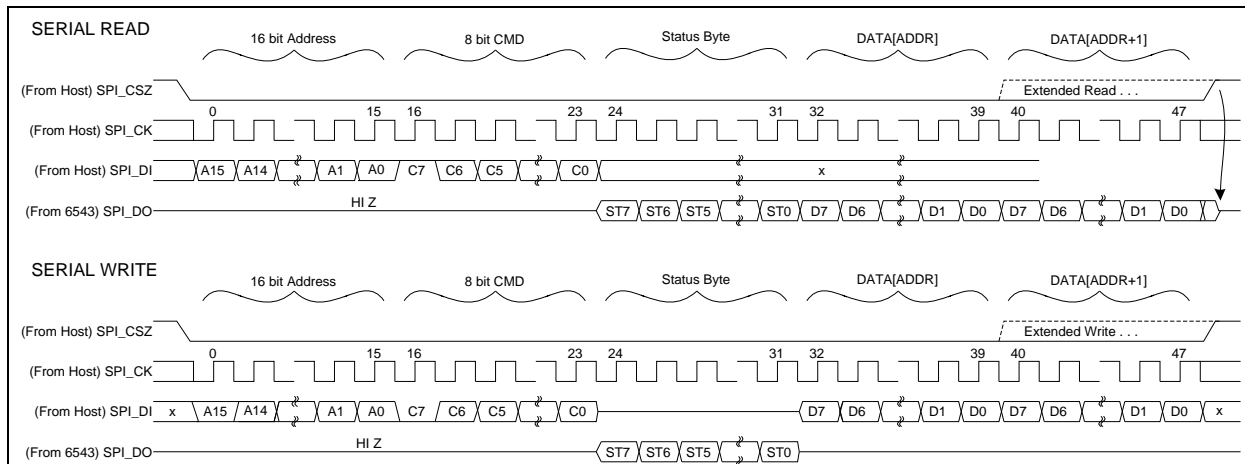 SERIAL READ
16 bit Address 8 bit CMD Status Byte DATA[ADDR] DATA[ADDR+1]
(From Host) SPI_CSZ Extended Read . . .
0 15 16 23 24 31 32 39 40 47
(From Host) SPI_CK
(From Host) SPI_DI A15 A14 A1 A0 C7 C6 C5 C0 x
(From 6543) SPI_DO HI Z ST7 ST6 ST5 ST0 D7 D6 D1 D0 D7 D6 D1 D0
SERIAL WRITE
16 bit Address 8 bit CMD Status Byte DATA[ADDR] DATA[ADDR+1]
(From Host) SPI_CSZ Extended Write . . .
0 15 16 23 24 31 32 39 40 47
(From Host) SPI_CK
(From Host) SPI_DI x A15 A14 A1 A0 C7 C6 C5 C0 D7 D6 D1 D0 D7 D6 D1 D0 x
(From 6543) SPI_DO HI Z ST7 ST6 ST5 ST0